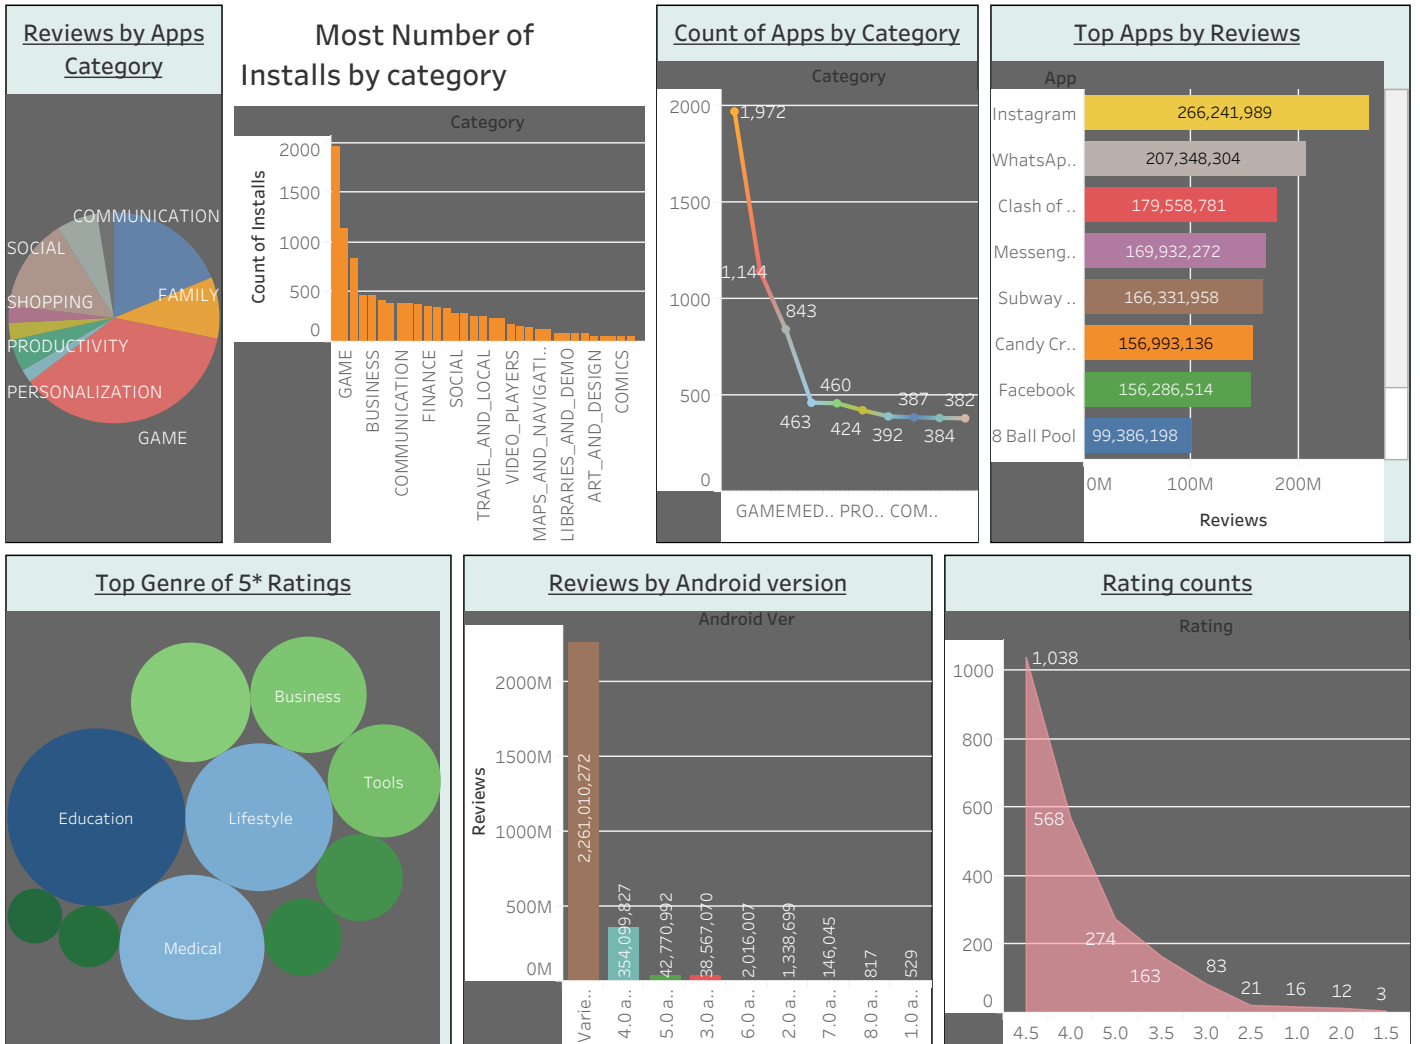 Reviews by Apps
Category
COMMUNICATION
SOCIAL
FAMILY
SHOPPING
PRODUCTIVITY
PERSONALIZATION
GAME
Most Number of
Installs by category
Category
Count of Installs
2000
1500
1000
500
0
GAME
BUSINESS
COMMUNICATION
FINANCE
SOCIAL
TRAVEL_AND_LOCAL
VIDEO_PLAYERS
MAPS_AND_NAVIGATI..
LIBRARIES_AND_DEMO
ART_AND_DESIGN
COMICS
Count of Apps by Category
Category
2000
1500
1000
500
0
1,972
1,144
843
463
460
424
392
387
384
382
GAMEMED.. PRO.. COM..
Top Apps by Reviews
App
Instagram 266,241,989
WhatsAp.. 207,348,304
Clash of .. 179,558,781
Messeng.. 169,932,272
Subway .. 166,331,958
Candy Cr.. 156,993,136
Facebook 156,286,514
8 Ball Pool 99,386,198
0M 100M 200M
Reviews
Top Genre of 5* Ratings
Business
Tools
Education
Lifestyle
Medical
Reviews by Android version
Android Ver
Reviews
2000M
1500M
1000M
500M
0M
2,261,010,272
354,099,827
42,770,992
38,567,070
2,016,007
1,338,699
146,045
817
529
Varie..
4.0 a..
5.0 a..
3.0 a..
6.0 a..
2.0 a..
7.0 a..
8.0 a..
1.0 a..
Rating counts
Rating
1000
800
600
400
200
0
1,038
568
274
163
83
21
16
12
3
4.5 4.0 5.0 3.5 3.0 2.5 1.0 2.0 1.5